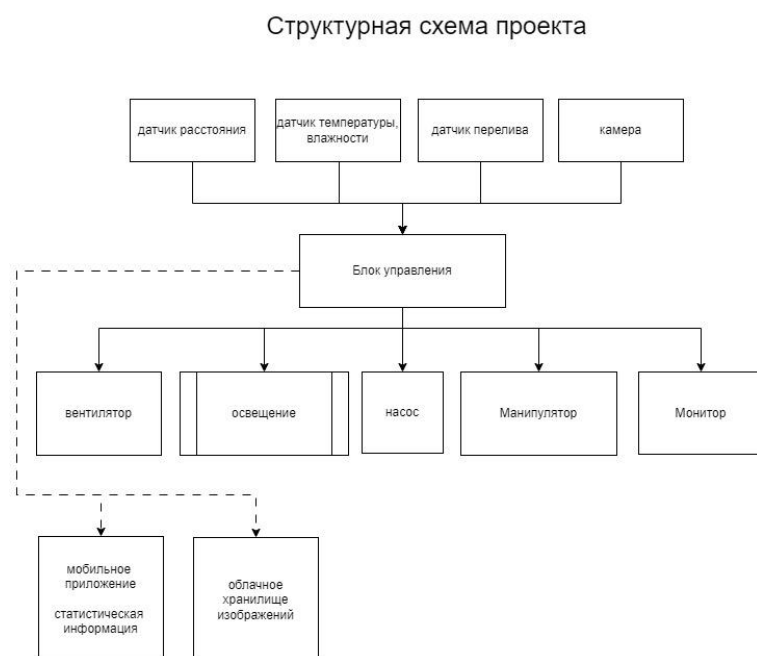 Структурная схема проекта
датчик расстояния
датчик температуры,
влажности
датчик перелива
камера
Блок управления
вентилятор
освещение
насос
Манипулятор
Монитор
мобильное
приложение
статистическая
информация
облачное
хранилище
изображений